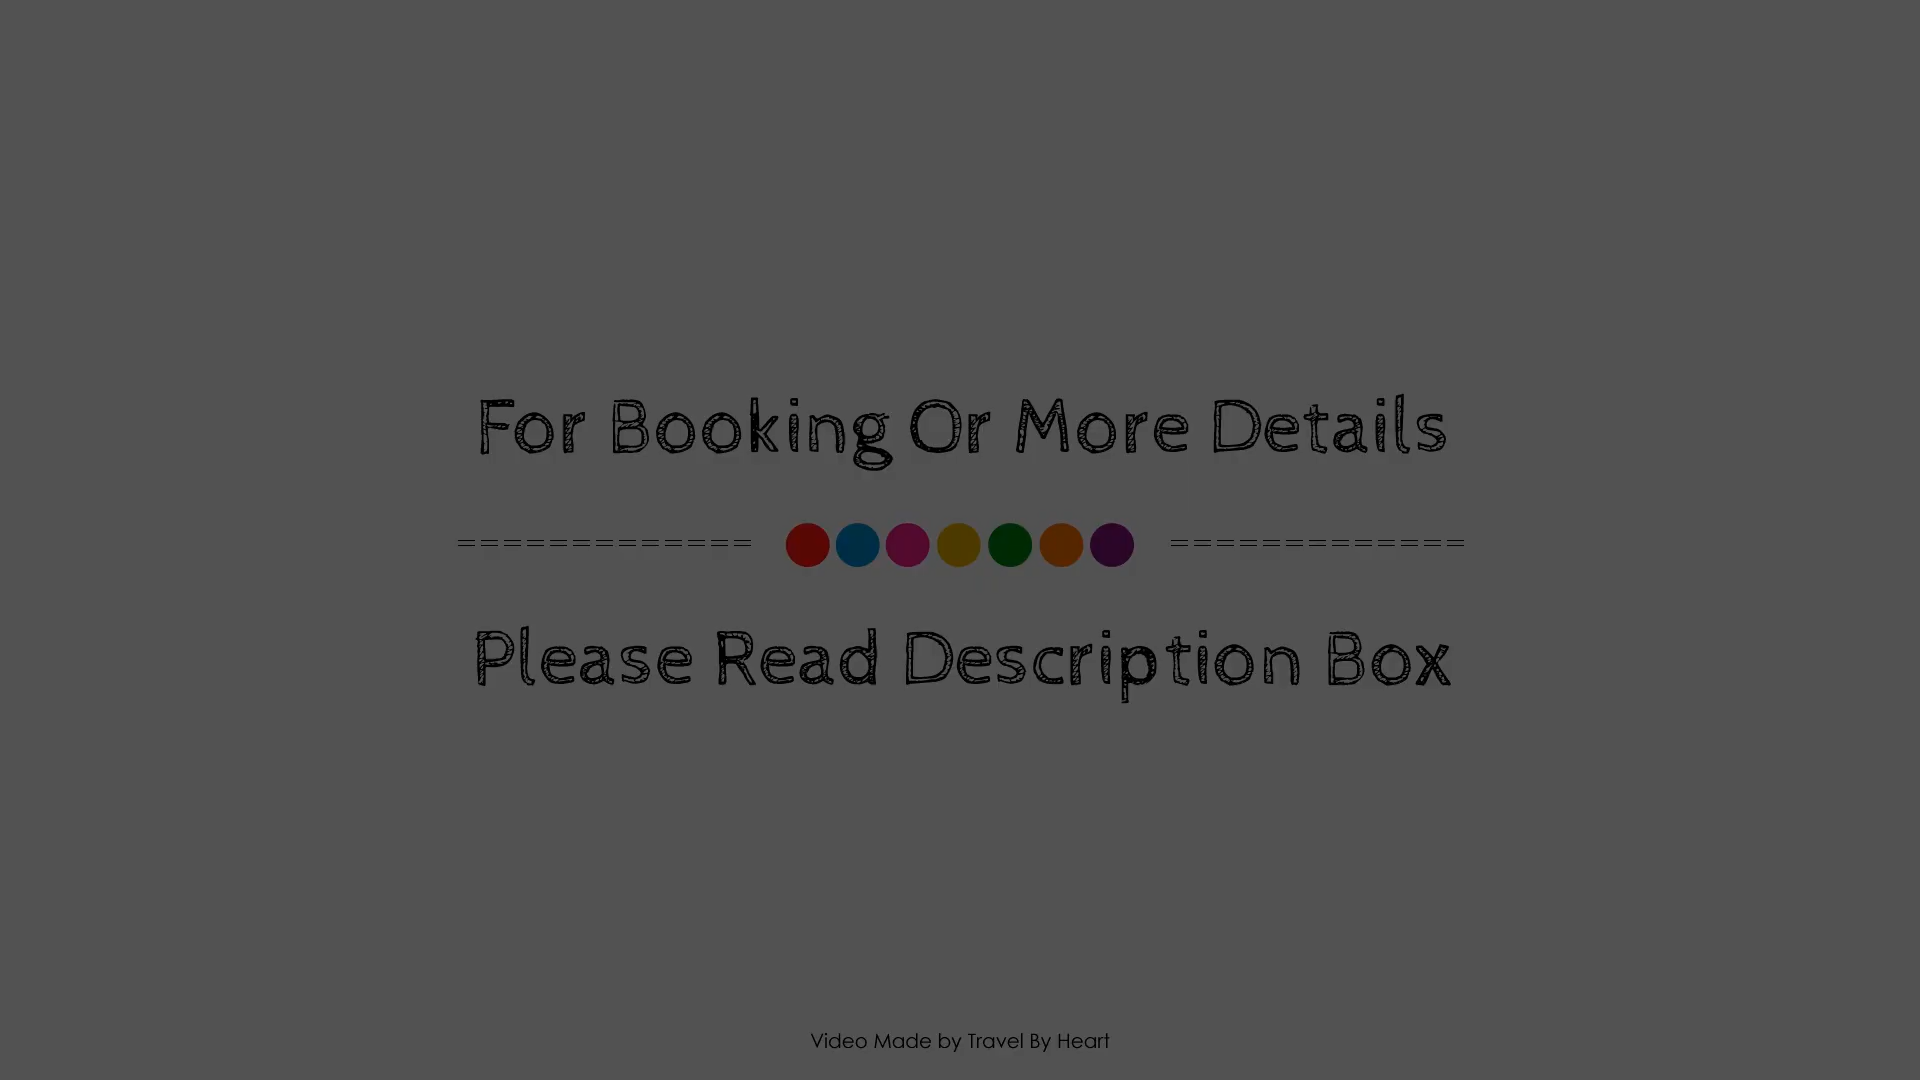 For Booking Or More Details
============= =============
Please Read Description Box
Video Made by Travel By Heart